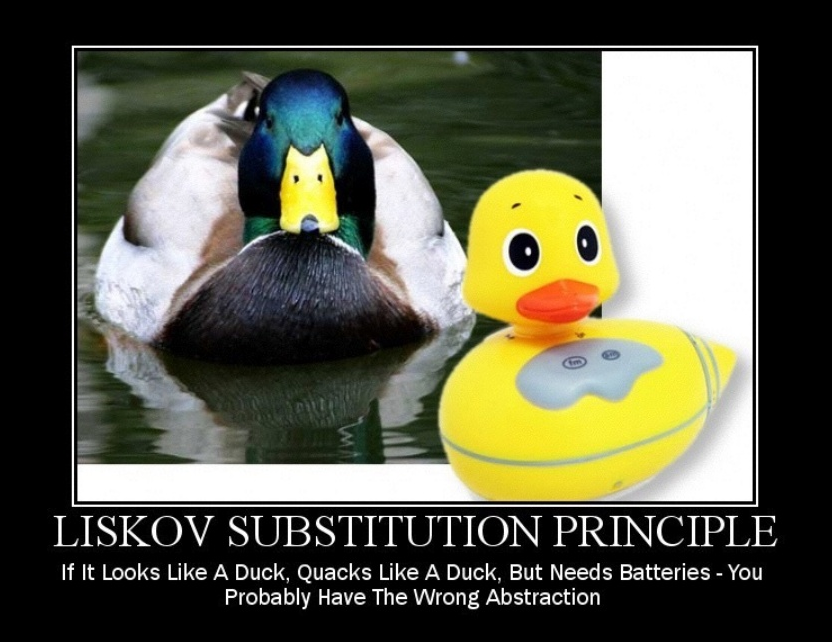 fm
LISKOV SUBSTITUTION PRINCIPLE
If It Looks Like A Duck, Quacks Like A Duck, But Needs Batteries - You
Probably Have The Wrong Abstraction